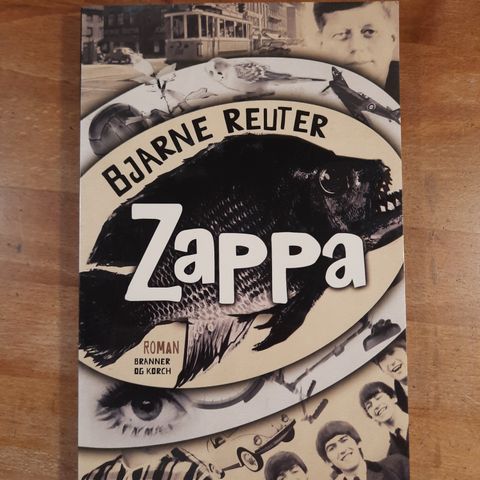 BJARNE REUTER
Zappa
ROMAN
BRANNER
OG KORCH